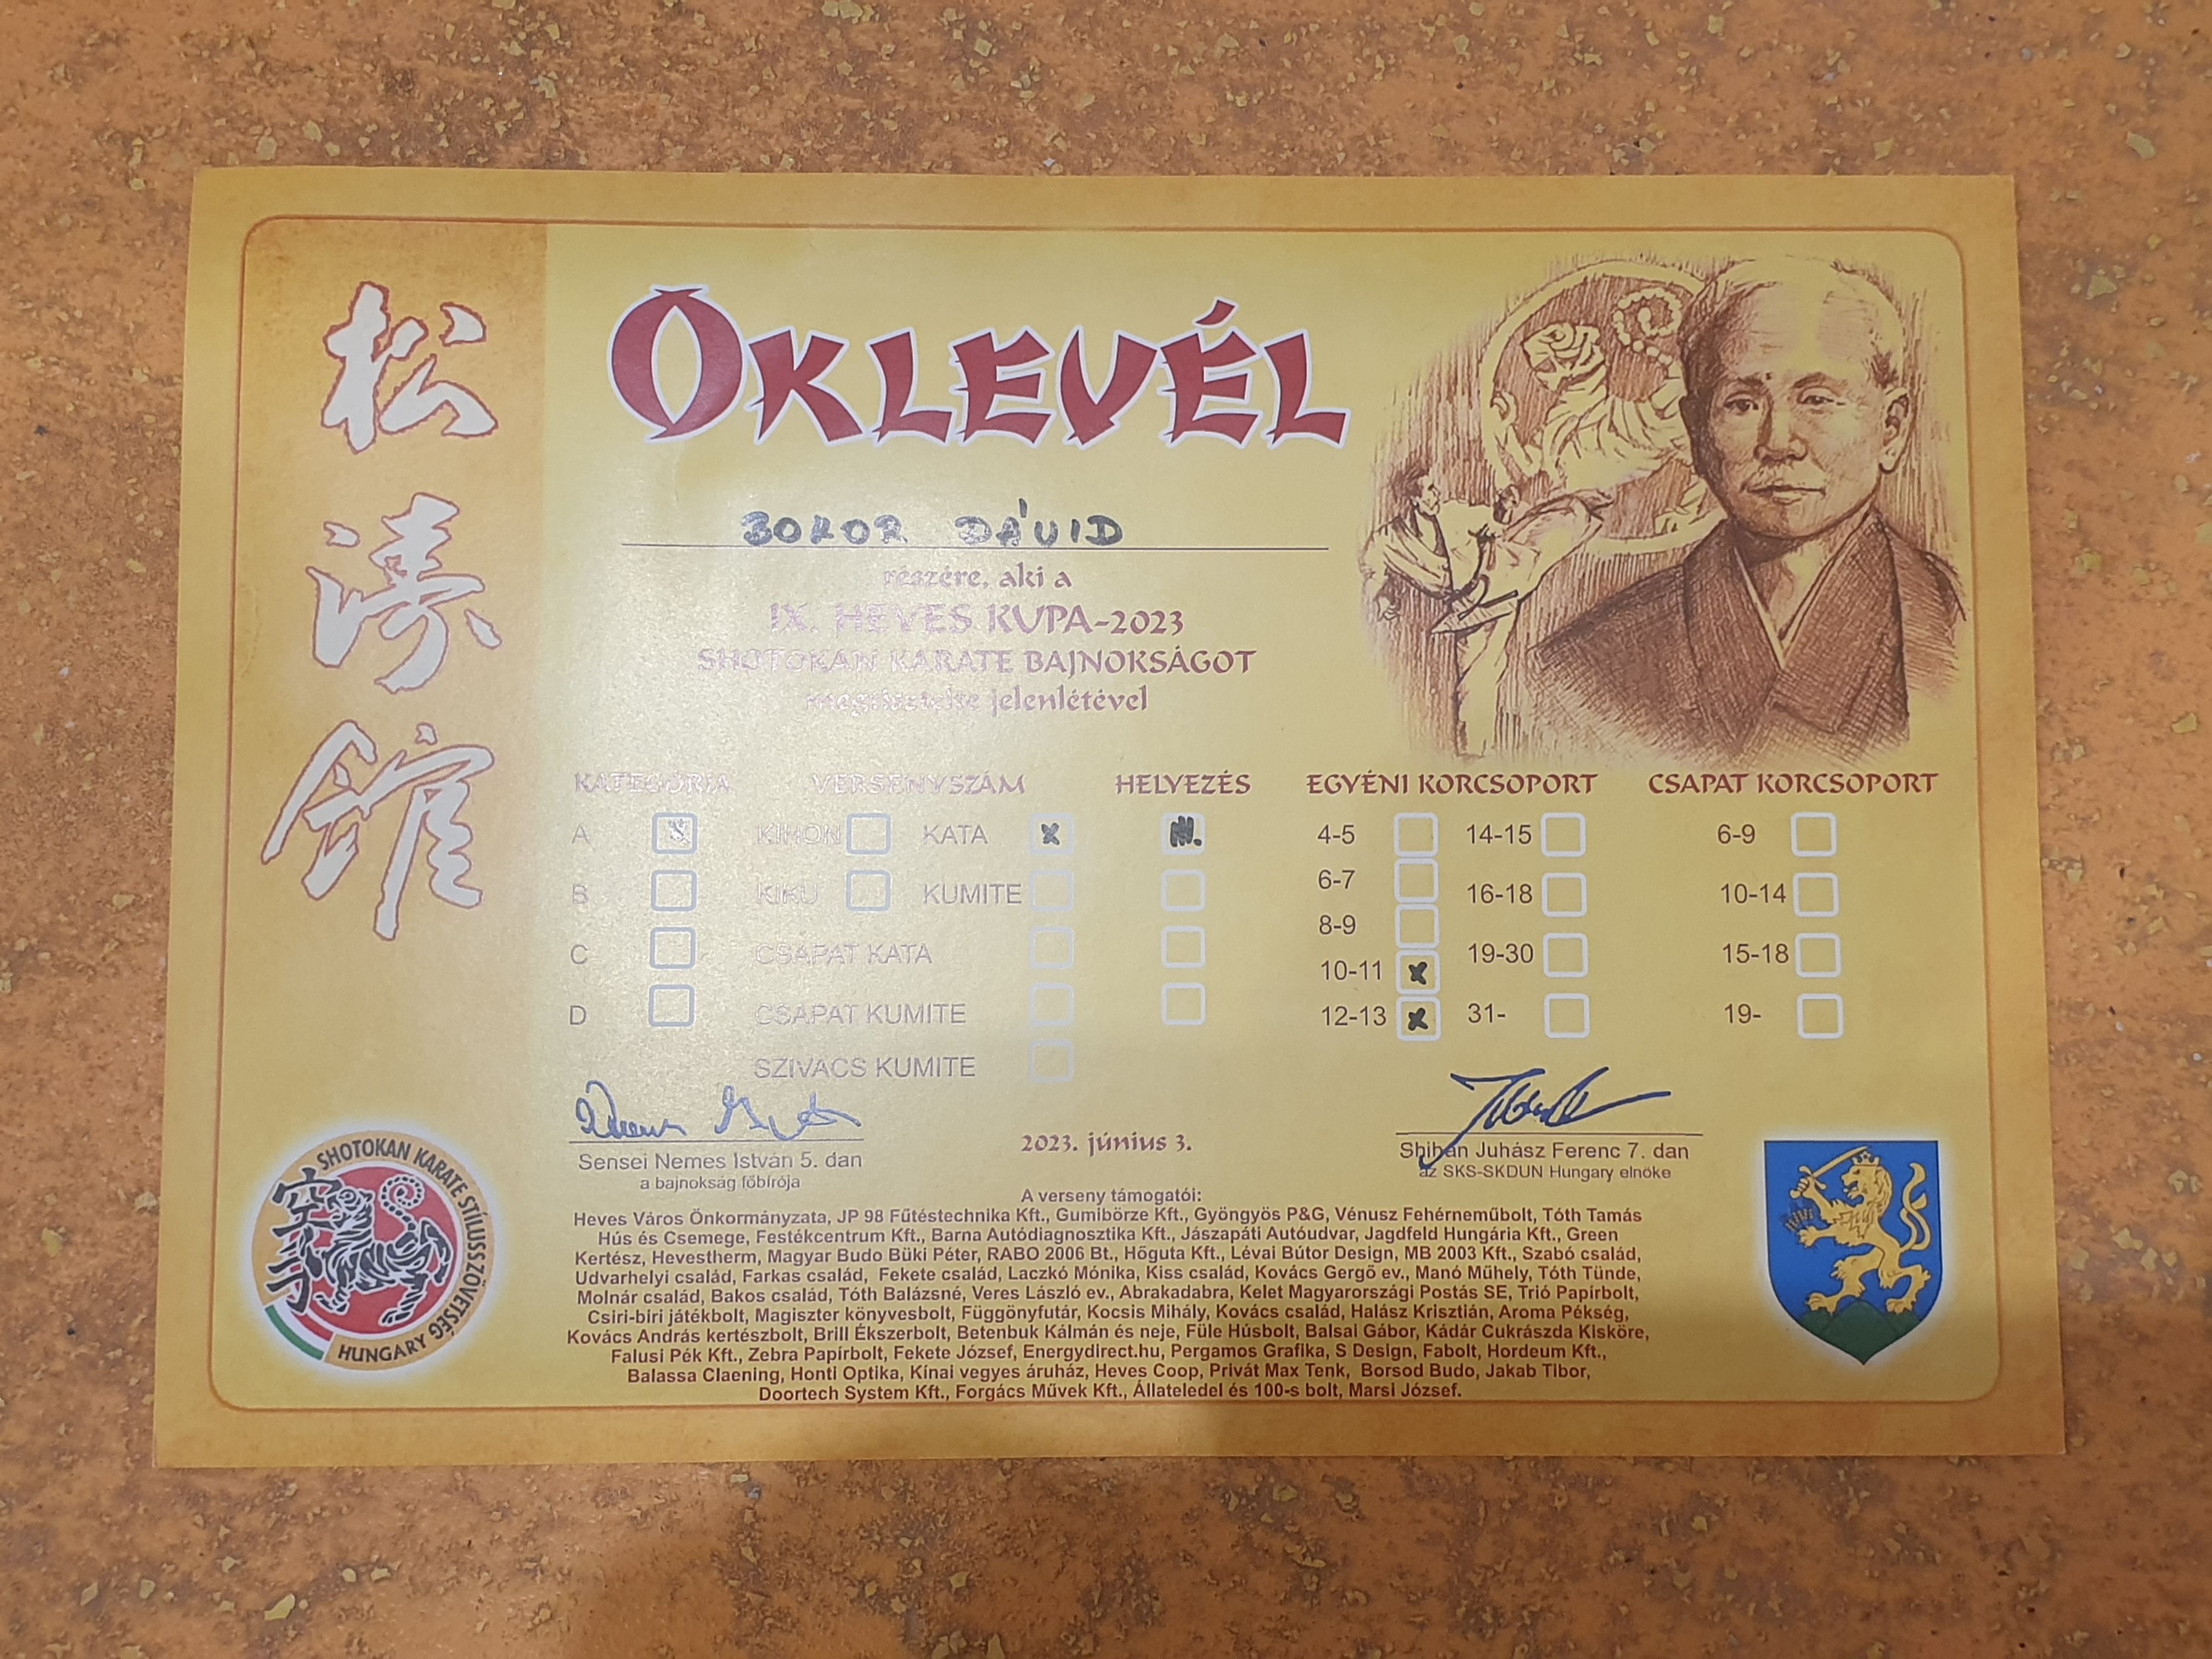 松
濤
館
OKLEVÉL
BOKOR DÁVID
részére, aki a
IX. HEVES KUPA-2023
SHOTOKAN KARATE BAJNOKSÁGOT
megtisztelte jelenlétével
KATEGÓRIA VERSENYSZÁM HELYEZÉS EGYÉNI KORCSOPORT CSAPAT KORCSOPORT
A x KIHON KATA x III. 4-5 14-15 6-9
B KIKU KUMITE 6-7 16-18 10-14
8-9
C CSAPAT KATA 10-11 x 19-30 15-18
D CSAPAT KUMITE 12-13 x 31- 19-
SZIVACS KUMITE
Sensei Nemes István 5. dan
a bajnokság főbírója
2023. június 3.
Shihan Juhász Ferenc 7. dan
az SKS-SKDUN Hungary elnöke
SHOTOKAN KARATE STÍLUSSZÖVETSÉG
空手
HUNGARY
A verseny támogatói:
Heves Város Önkormányzata, JP 98 Fűtéstechnika Kft., Gumibörze Kft., Gyöngyös P&G, Vénusz Fehérneműbolt, Tóth Tamás
Hús és Csemege, Festékcentrum Kft., Barna Autódiagnosztika Kft., Jászapáti Autóudvar, Jagdfeld Hungária Kft., Green
Kertész, Hevestherm, Magyar Budo Büki Péter, RABO 2006 Bt., Hőguta Kft., Lévai Bútor Design, MB 2003 Kft., Szabó család,
Udvarhelyi család, Farkas család, Fekete család, Laczkó Mónika, Kiss család, Kovács Gergő ev., Manó Műhely, Tóth Tünde,
Molnár család, Bakos család, Tóth Balázsné, Veres László ev., Abrakadabra, Kelet Magyarországi Postás SE, Trió Papírbolt,
Csiri-biri játékbolt, Magiszter könyvesbolt, Függönyfutár, Kocsis Mihály, Kovács család, Halász Krisztián, Aroma Pékség,
Kovács András kertészbolt, Brill Ékszerbolt, Betenbuk Kálmán és neje, Füle Húsbolt, Balsai Gábor, Kádár Cukrászda Kisköre,
Falusi Pék Kft., Zebra Papírbolt, Fekete József, Energydirect.hu, Pergamos Grafika, S Design, Fabolt, Hordeum Kft.,
Balassa Claening, Honti Optika, Kínai vegyes áruház, Heves Coop, Privát Max Tenk, Borsod Budo, Jakab Tibor,
Doortech System Kft., Forgács Művek Kft., Állateledel és 100-s bolt, Marsi József.